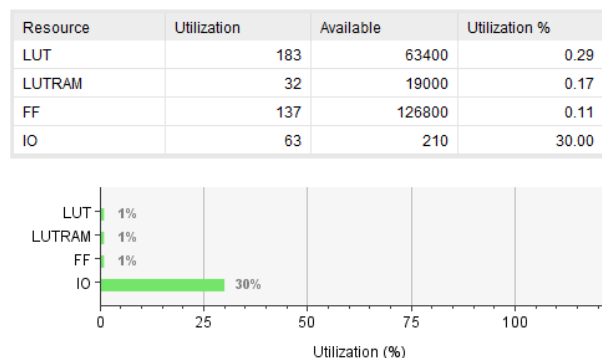 Resource Utilization Available Utilization %
LUT 183 63400 0.29
LUTRAM 32 19000 0.17
FF 137 126800 0.11
IO 63 210 30.00
LUT 1%
LUTRAM 1%
FF 1%
IO 30%
0 25 50 75 100
Utilization (%)